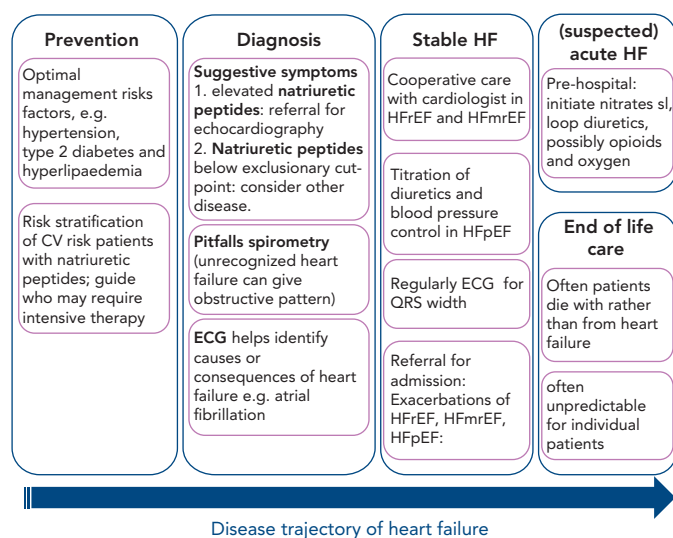 Prevention
Optimal
management risks
factors, e.g.
hypertension,
type 2 diabetes and
hyperlipaedemia
Risk stratification
of CV risk patients
with natriuretic
peptides; guide
who may require
intensive therapy
Diagnosis
Suggestive symptoms
1. elevated natriuretic
peptides: referral for
echocardiography
2. Natriuretic peptides
below exclusionary cut-
point: consider other
disease.
Pitfalls spirometry
(unrecognized heart
failure can give
obstructive pattern)
ECG helps identify
causes or
consequences of heart
failure e.g. atrial
fibrillation
Stable HF
Cooperative care
with cardiologist in
HFrEF and HFmrEF
Titration of
diuretics and
blood pressure
control in HFpEF
Regularly ECG for
QRS width
Referral for
admission:
Exacerbations of
HFrEF, HFmrEF,
HFpEF:
(suspected)
acute HF
Pre-hospital:
initiate nitrates sl,
loop diuretics,
possibly opioids
and oxygen
End of life
care
Often patients
die with rather
than from heart
failure
often
unpredictable
for individual
patients
Disease trajectory of heart failure